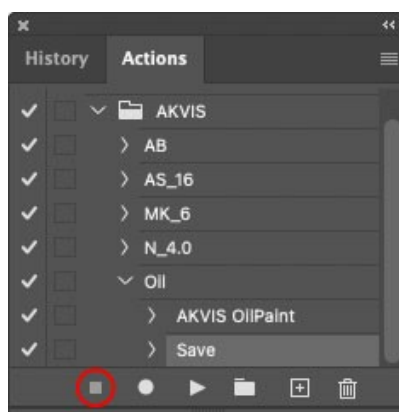 History Actions
AKVIS
AB
AS_16
MK_6
N_4.0
Oil
AKVIS OilPaint
Save